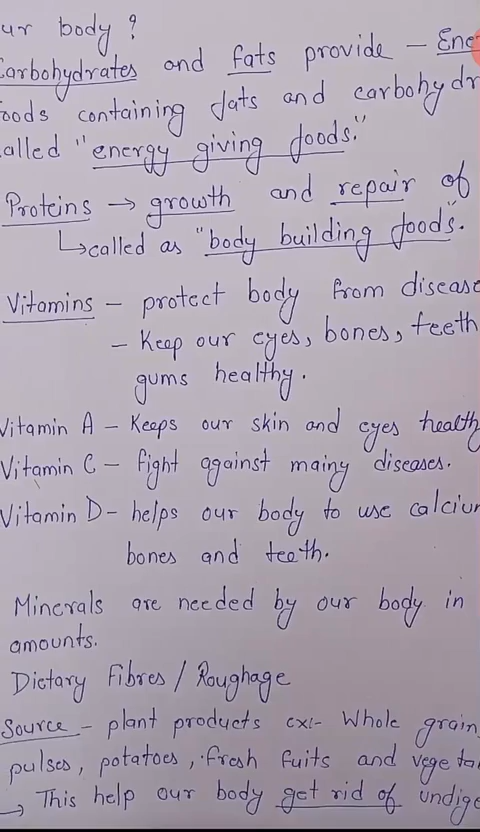 ur body ?
Carbohydrates and fats provide - Ene
foods containing fats and carbohydr
called "energy giving foods."
Proteins → growth and repair of
↳ called as "body building foods".
Vitamins - protect body from disease
- Keep our eyes, bones, teeth
gums healthy.
Vitamin A - Keeps our skin and eyes health
Vitamin C - fight against mainy diseases.
Vitamin D - helps our body to use calciu
bones and teeth.
Minerals are needed by our body in
amounts.
Dietary Fibres / Roughage
Source - plant products ex:- Whole grain
pulses, potatoes, fresh fuits and vegeta
→ This help our body get rid of undige